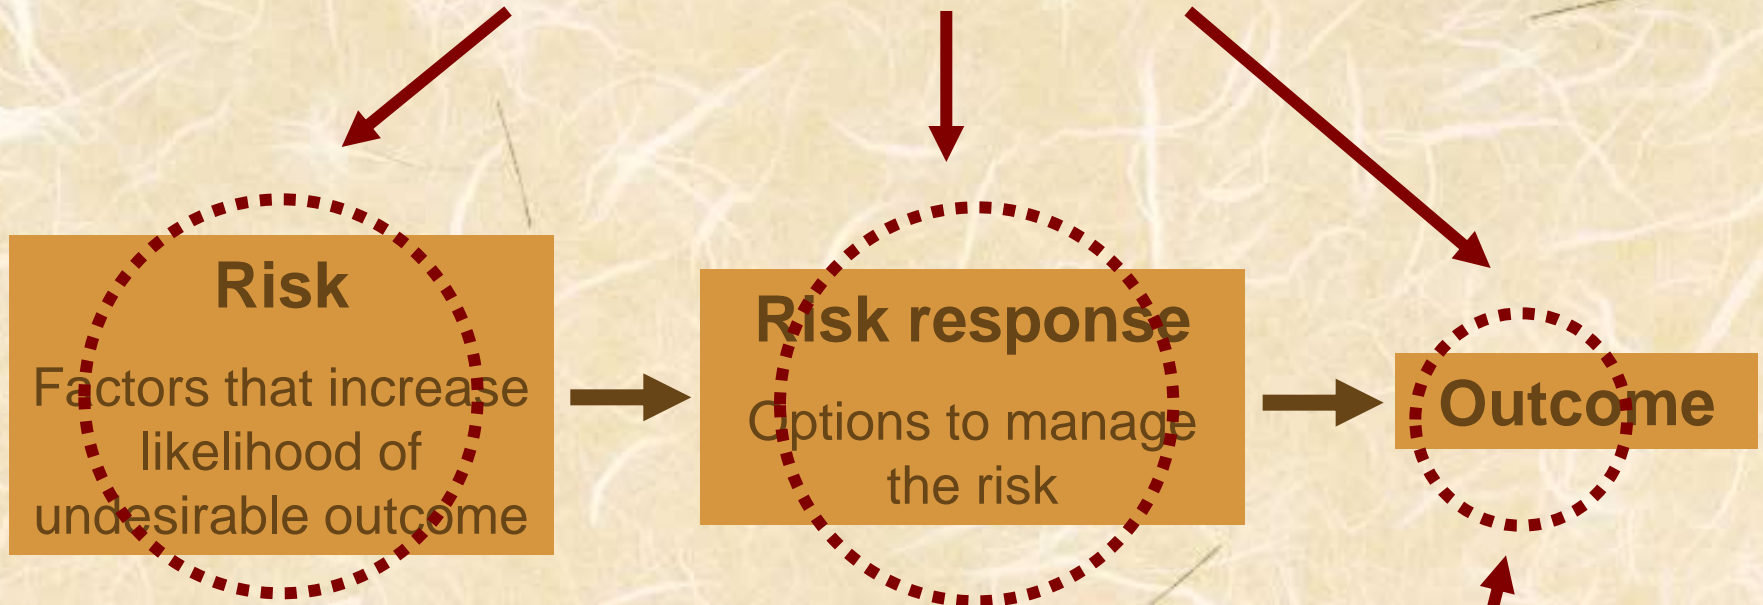 Risk
Factors that increase
likelihood of
undesirable outcome
Risk response
Options to manage
the risk
Outcome